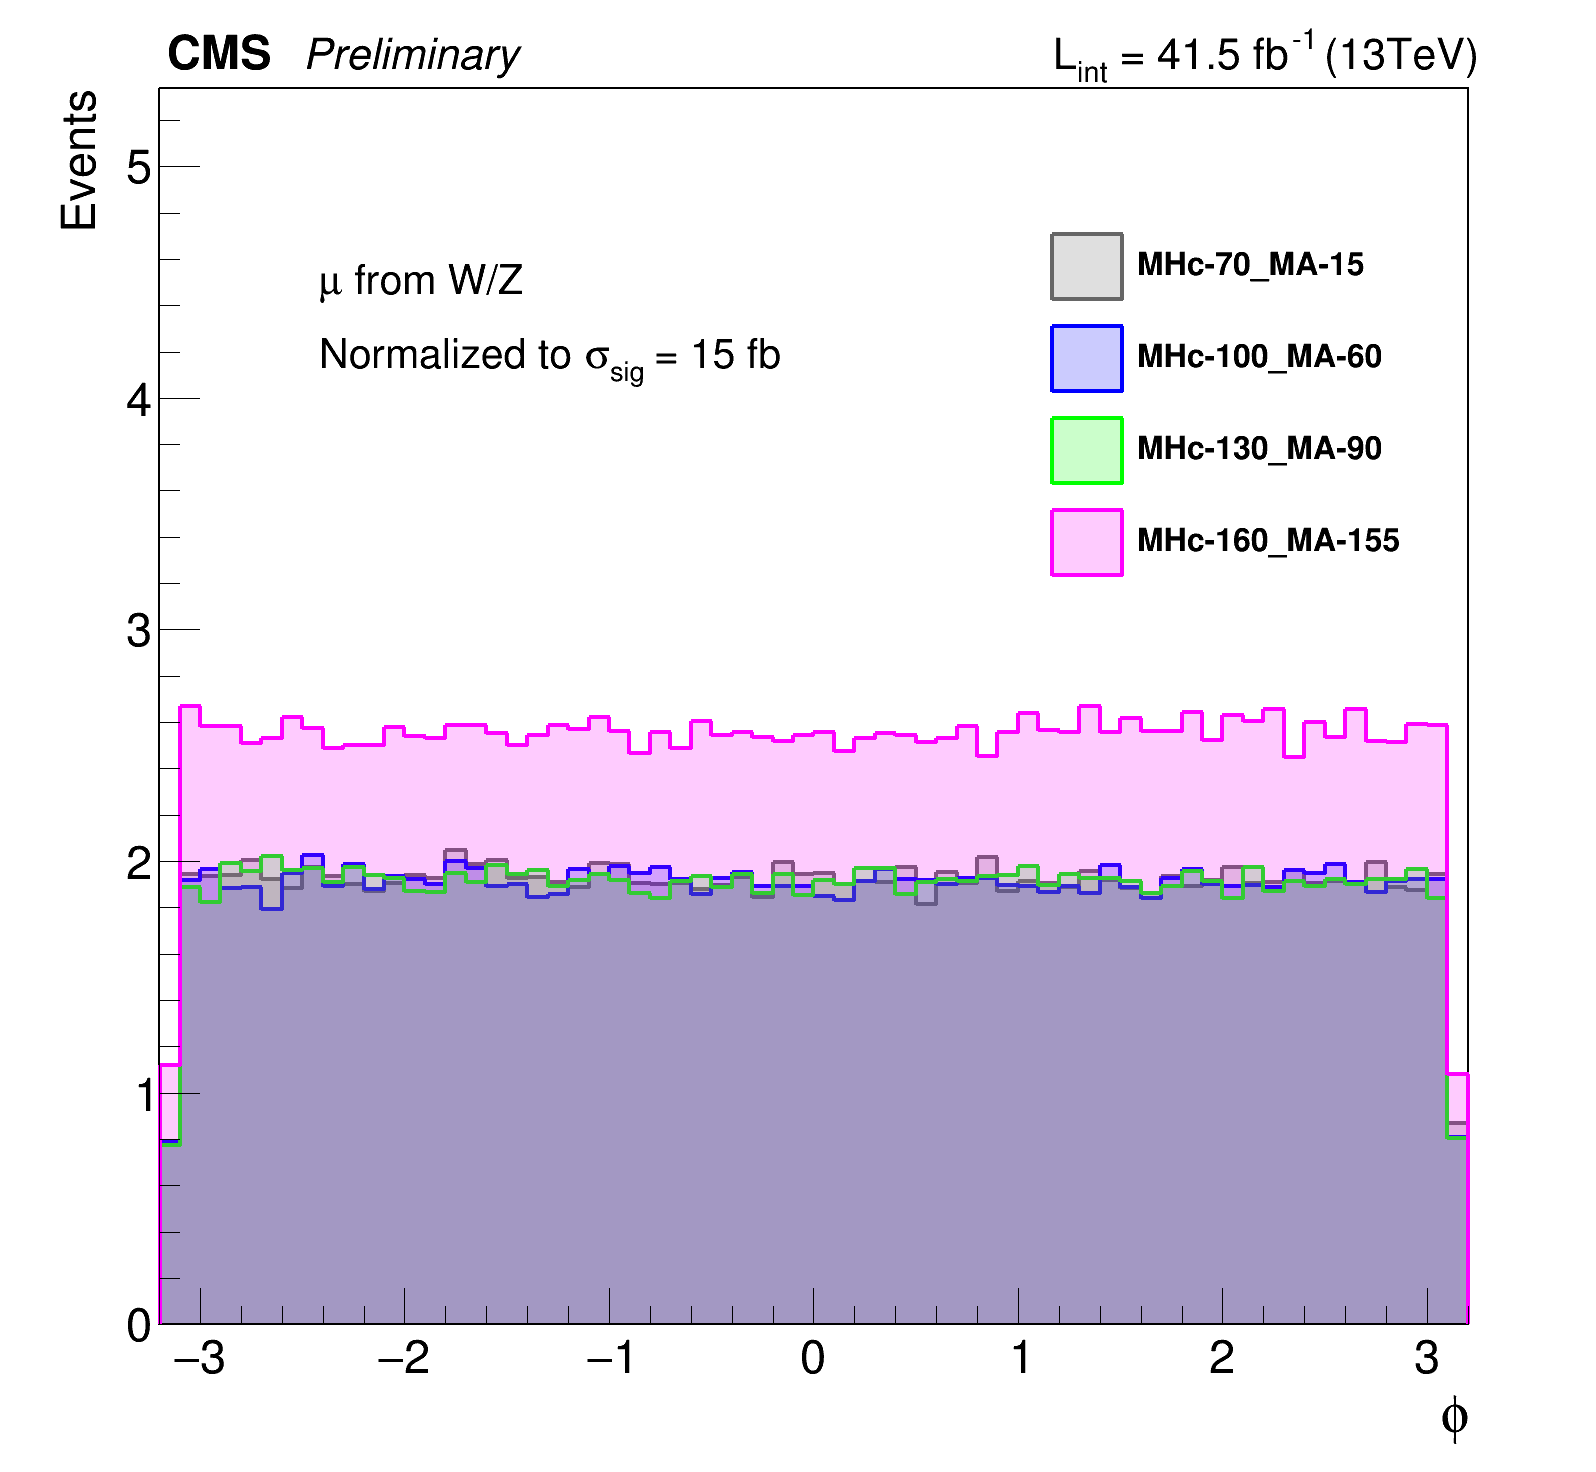 CMS Preliminary
L_int = 41.5 fb^-1 (13TeV)
Events
5
4
3
2
1
0
μ from W/Z
Normalized to σ_sig = 15 fb
MHc-70_MA-15
MHc-100_MA-60
MHc-130_MA-90
MHc-160_MA-155
−3 −2 −1 0 1 2 3
ϕ